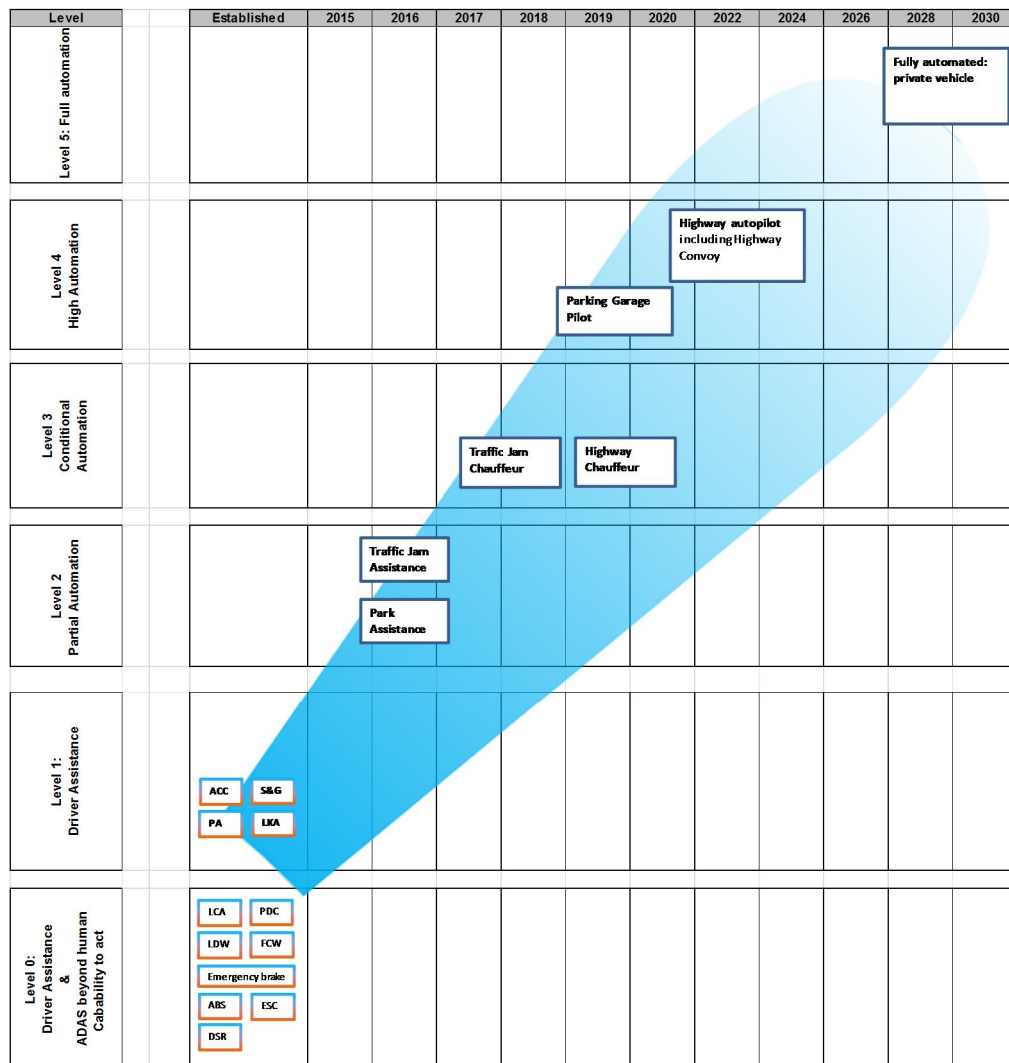 Level Established 2015 2016 2017 2018 2019 2020 2022 2024 2026 2028 2030
Level 5: Full automation
Fully automated:
private vehicle
Level 4
High Automation
Highway autopilot
including Highway
Convoy
Parking Garage
Pilot
Level 3
Conditional
Automation
Traffic Jam
Chauffeur
Highway
Chauffeur
Level 2
Partial Automation
Traffic Jam
Assistance
Park
Assistance
Level 1:
Driver Assistance
ACC S&G
PA LKA
Level 0:
Driver Assistance
&
ADAS beyond human
Cabability to act
LCA PDC
LDW FCW
Emergency brake
ABS ESC
DSR